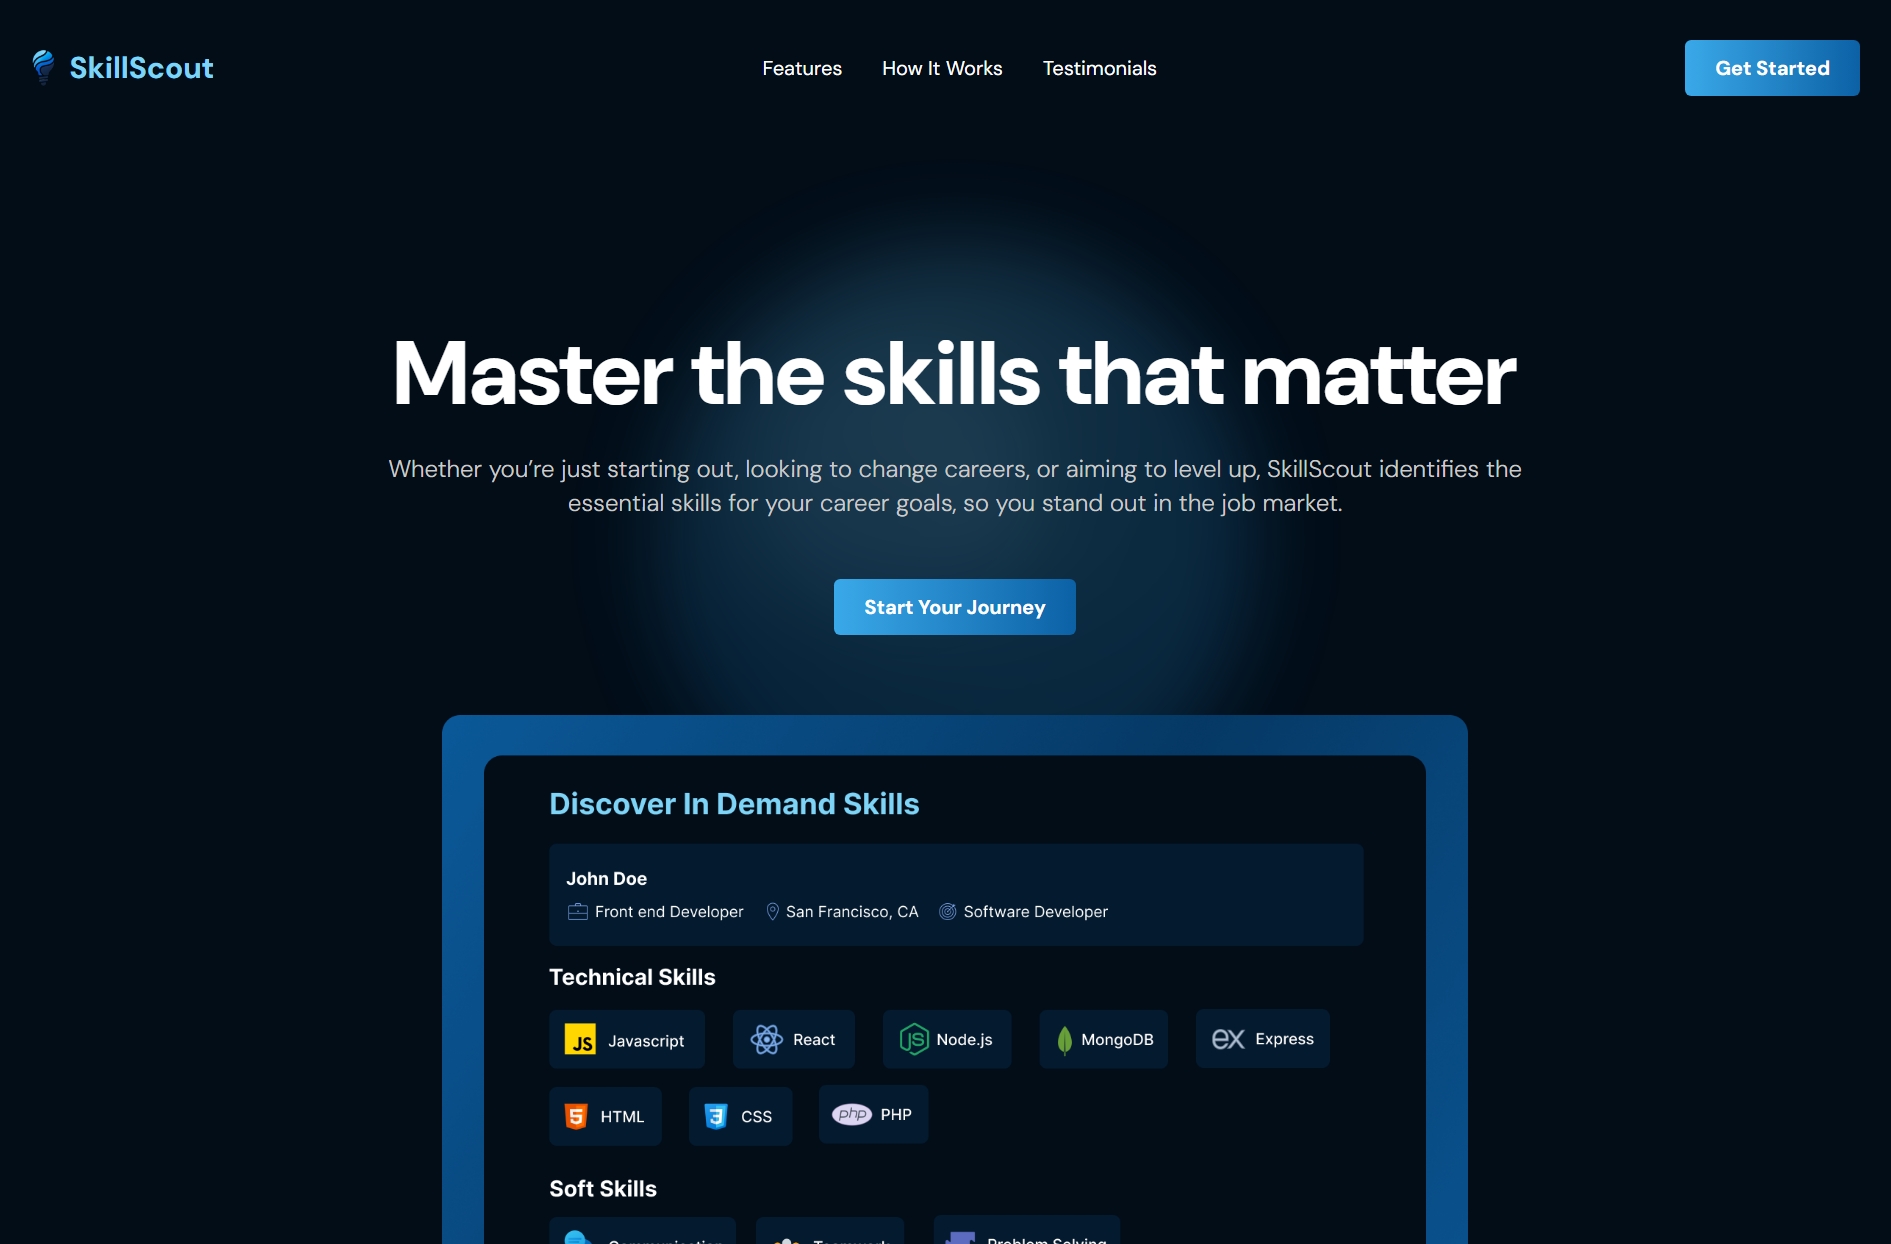 SkillScout
Features
How It Works
Testimonials
Get Started
Master the skills that matter
Whether you’re just starting out, looking to change careers, or aiming to level up, SkillScout identifies the
essential skills for your career goals, so you stand out in the job market.
Start Your Journey
Discover In Demand Skills
John Doe
Front end Developer
San Francisco, CA
Software Developer
Technical Skills
JS Javascript
React
JS Node.js
MongoDB
ex Express
5 HTML
3 CSS
php PHP
Soft Skills
Communication
Teamwork
Problem Solving